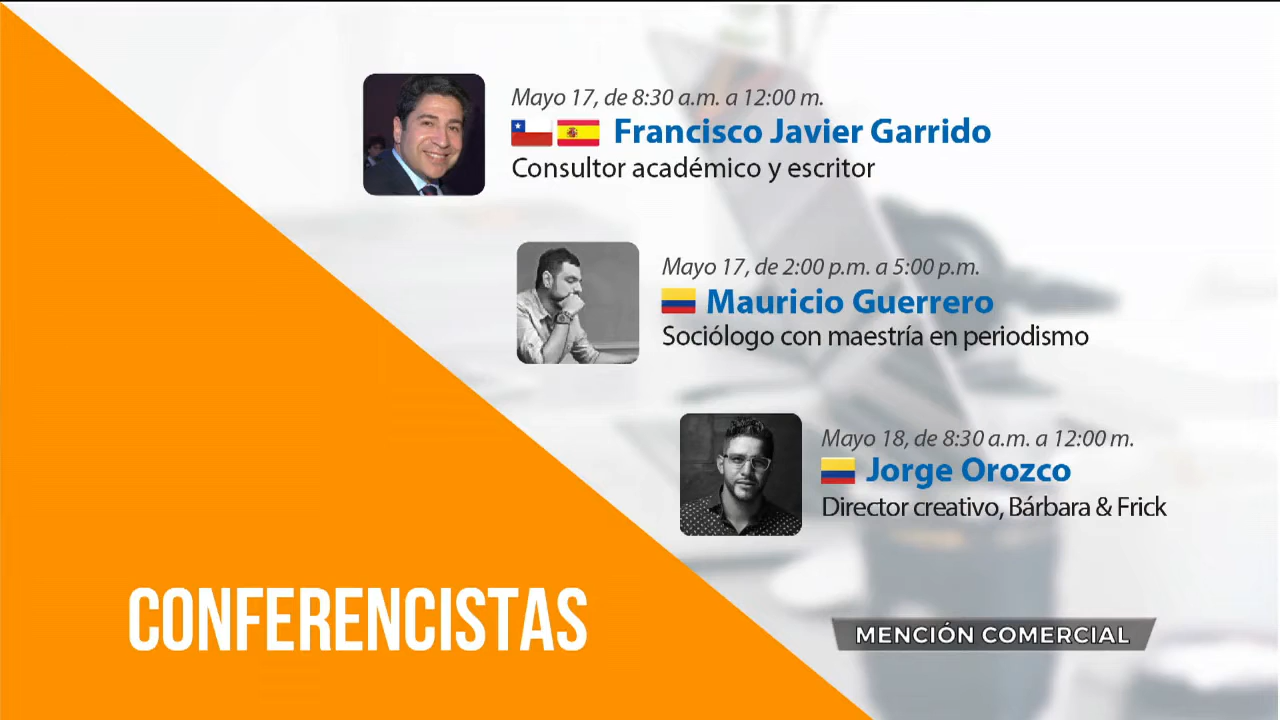 Mayo 17, de 8:30 a.m. a 12:00 m.
Francisco Javier Garrido
Consultor académico y escritor
Mayo 17, de 2:00 p.m. a 5:00 p.m.
Mauricio Guerrero
Sociólogo con maestría en periodismo
Mayo 18, de 8:30 a.m. a 12:00 m.
Jorge Orozco
Director creativo, Bárbara & Frick
CONFERENCISTAS
MENCIÓN COMERCIAL